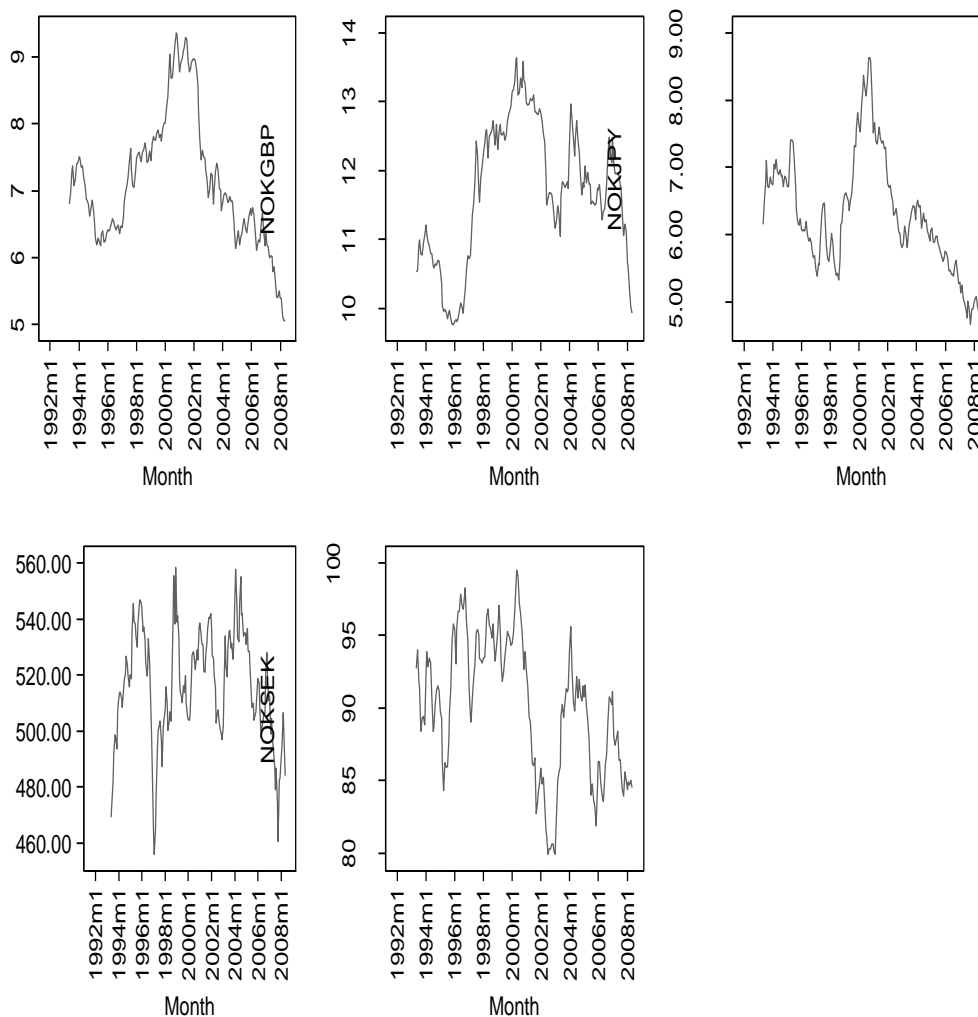 9
8
7
6
5
1992m1
1994m1
1996m1
1998m1
2000m1
2002m1
2004m1
2006m1
2008m1
Month
NOKGBP
14
13
12
11
10
1992m1
1994m1
1996m1
1998m1
2000m1
2002m1
2004m1
2006m1
2008m1
Month
NOKJPY
9.00
8.00
7.00
6.00
5.00
1992m1
1994m1
1996m1
1998m1
2000m1
2002m1
2004m1
2006m1
2008m1
Month
560.00
540.00
520.00
500.00
480.00
460.00
1992m1
1994m1
1996m1
1998m1
2000m1
2002m1
2004m1
2006m1
2008m1
Month
NOKSEK
100
95
90
85
80
1992m1
1994m1
1996m1
1998m1
2000m1
2002m1
2004m1
2006m1
2008m1
Month